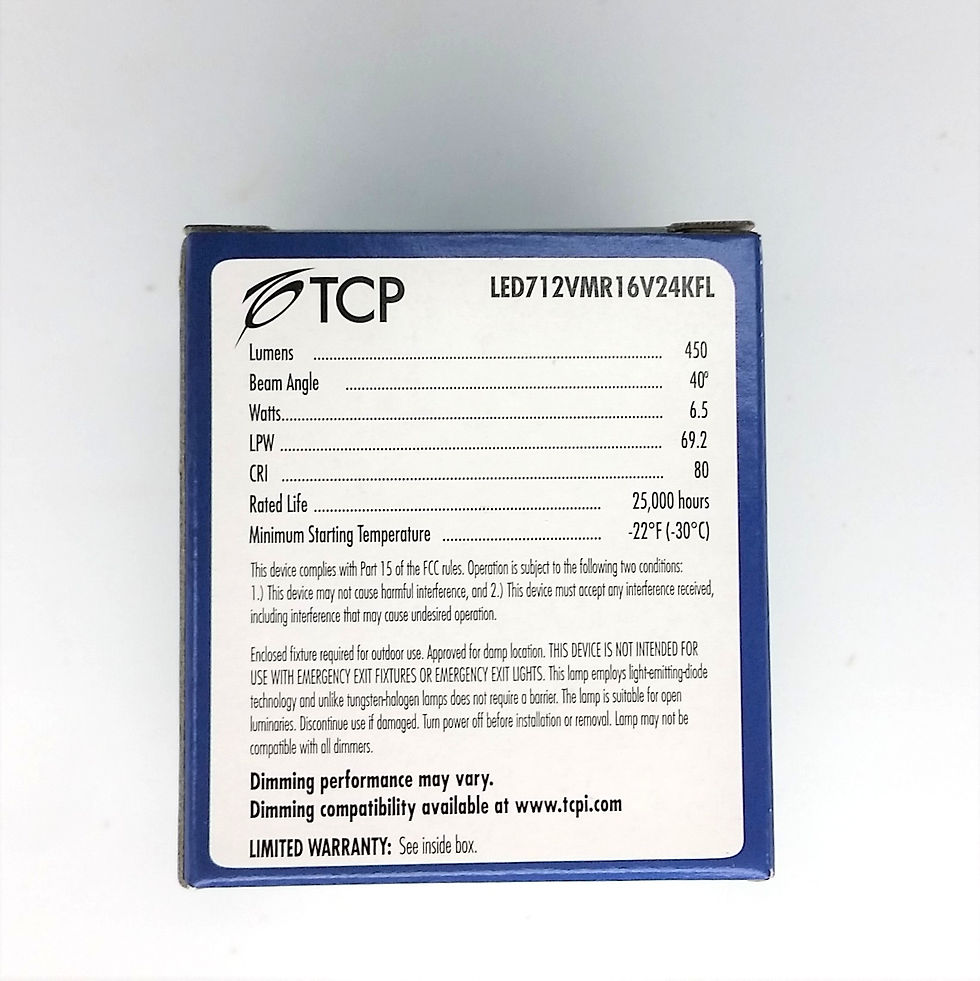 TCP LED712VMR16V24KFL
Lumens ........ 450
Beam Angle ........ 40°
Watts........ 6.5
LPW ........ 69.2
CRI ........ 80
Rated Life ........ 25,000 hours
Minimum Starting Temperature ........ -22°F (-30°C)
This device complies with Part 15 of the FCC rules. Operation is subject to the following two conditions:
1.) This device may not cause harmful interference, and 2.) This device must accept any interference received,
including interference that may cause undesired operation.
Enclosed fixture required for outdoor use. Approved for damp location. THIS DEVICE IS NOT INTENDED FOR
USE WITH EMERGENCY EXIT FIXTURES OR EMERGENCY EXIT LIGHTS. This lamp employs light-emitting-diode
technology and unlike tungsten-halogen lamps does not require a barrier. The lamp is suitable for open
luminaries. Discontinue use if damaged. Turn power off before installation or removal. Lamp may not be
compatible with all dimmers.
Dimming performance may vary.
Dimming compatibility available at www.tcpi.com
LIMITED WARRANTY: See inside box.